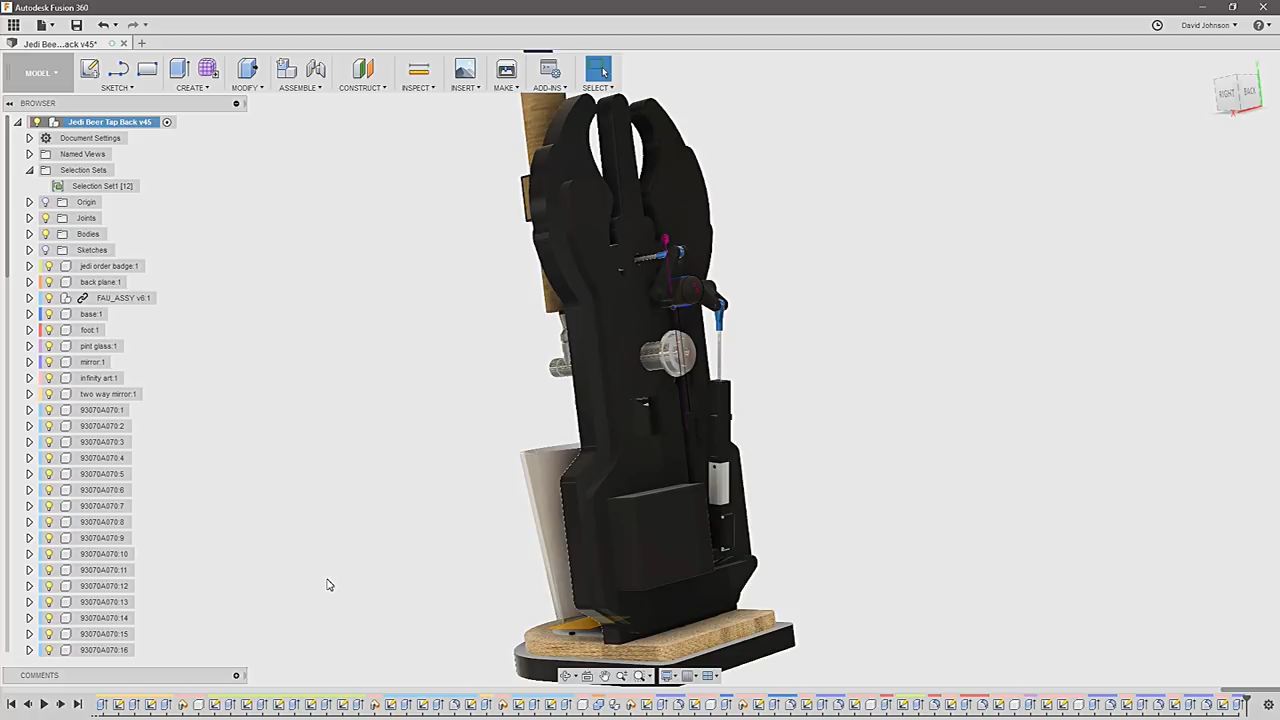 Autodesk Fusion 360
David Johnson
Jedi Bee...ack v45*
MODEL
SKETCH
CREATE
MODIFY
ASSEMBLE
CONSTRUCT
INSPECT
INSERT
MAKE
ADD-INS
SELECT
RIGHT
BACK
BROWSER
Jedi Beer Tap Back v45
Document Settings
Named Views
Selection Sets
Selection Set1 [12]
Origin
Joints
Bodies
Sketches
jedi order badge:1
back plane:1
FAU_ASSY v6:1
base:1
foot:1
pint glass:1
mirror:1
infinity art:1
two way mirror:1
93070A070:1
93070A070:2
93070A070:3
93070A070:4
93070A070:5
93070A070:6
93070A070:7
93070A070:8
93070A070:9
93070A070:10
93070A070:11
93070A070:12
93070A070:13
93070A070:14
93070A070:15
93070A070:16
COMMENTS